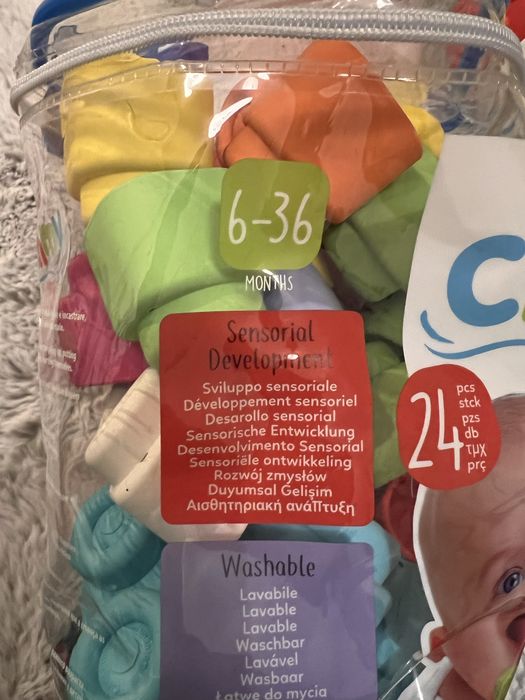 6-36
MONTHS
Sensorial
Development
Sviluppo sensoriale
Développement sensoriel
Desarollo sensorial
Sensorische Entwicklung
Desenvolvimento Sensorial
Sensoriële ontwikkeling
Rozwój zmysłów
Duyumsal Gelişim
Αισθητηριακή ανάπτυξη
24
pcs
stck
pzs
db
τμχ
prç
Washable
Lavabile
Lavable
Lavable
Waschbar
Lavável
Wasbaar
Łatwe do mycia